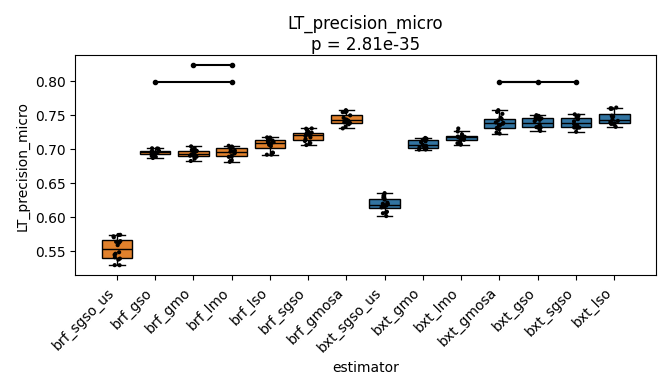 LT_precision_micro
p = 2.81e-35
LT_precision_micro
0.80
0.75
0.70
0.65
0.60
0.55
brf_sgso_us
brf_gso
brf_gmo
brf_lmo
brf_lso
brf_sgso
brf_gmosa
bxt_sgso_us
bxt_gmo
bxt_lmo
bxt_gmosa
bxt_gso
bxt_sgso
bxt_lso
estimator